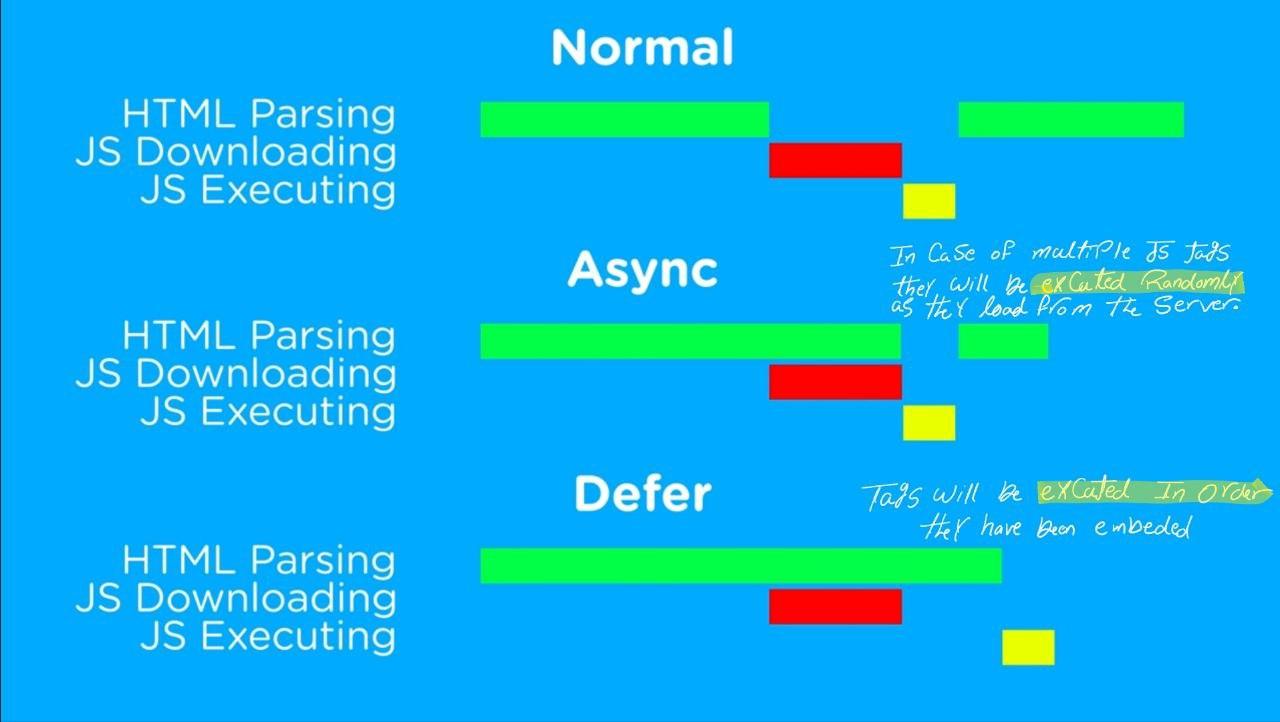 Normal
HTML Parsing
JS Downloading
JS Executing
Async
In Case of multiple JS tags
they will be excuted Randomly
as they load from the Server.
HTML Parsing
JS Downloading
JS Executing
Defer
Tags will be excuted In Order
they have been embeded
HTML Parsing
JS Downloading
JS Executing